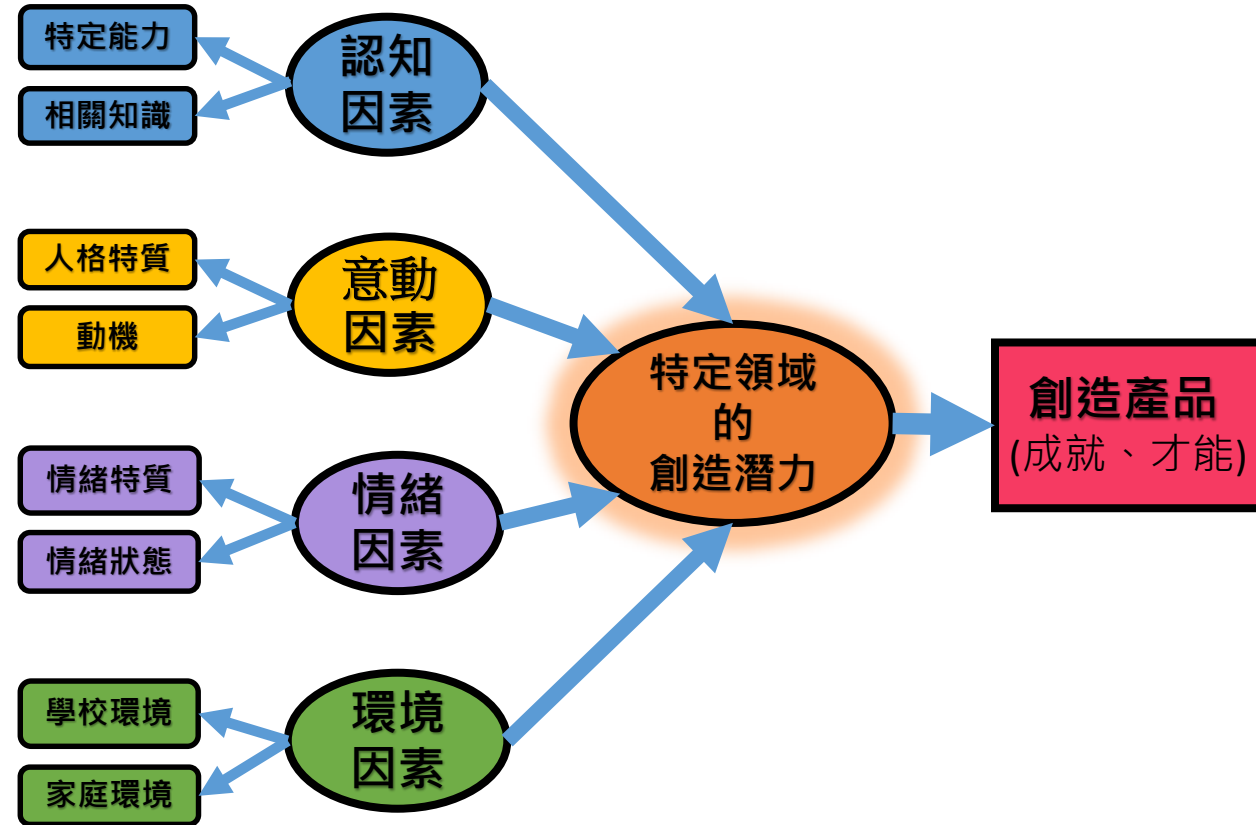 特定能力
相關知識
認知
因素
人格特質
動機
意動
因素
情緒特質
情緒狀態
情緒
因素
學校環境
家庭環境
環境
因素
特定領域
的
創造潛力
創造產品
(成就、才能)